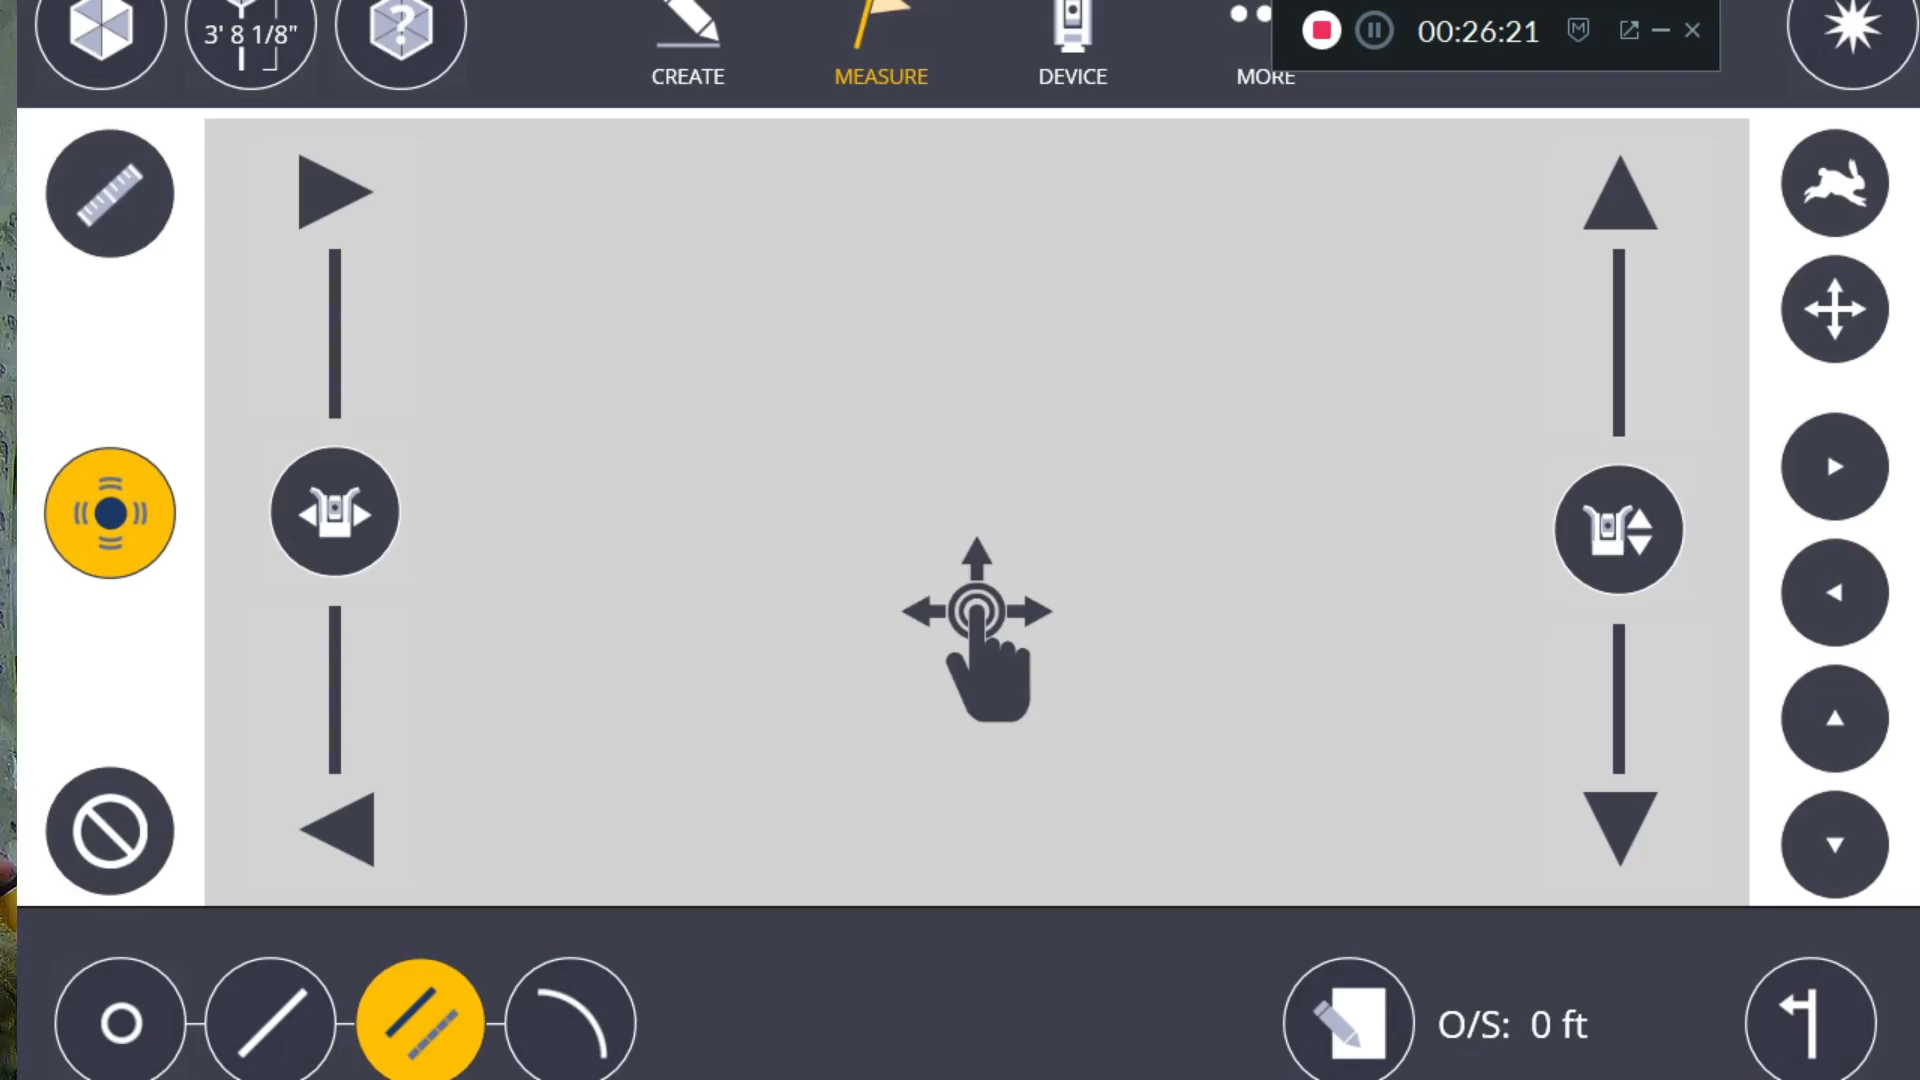 3' 8 1/8"
?
CREATE
MEASURE
DEVICE
MORE
00:26:21
O/S: 0 ft